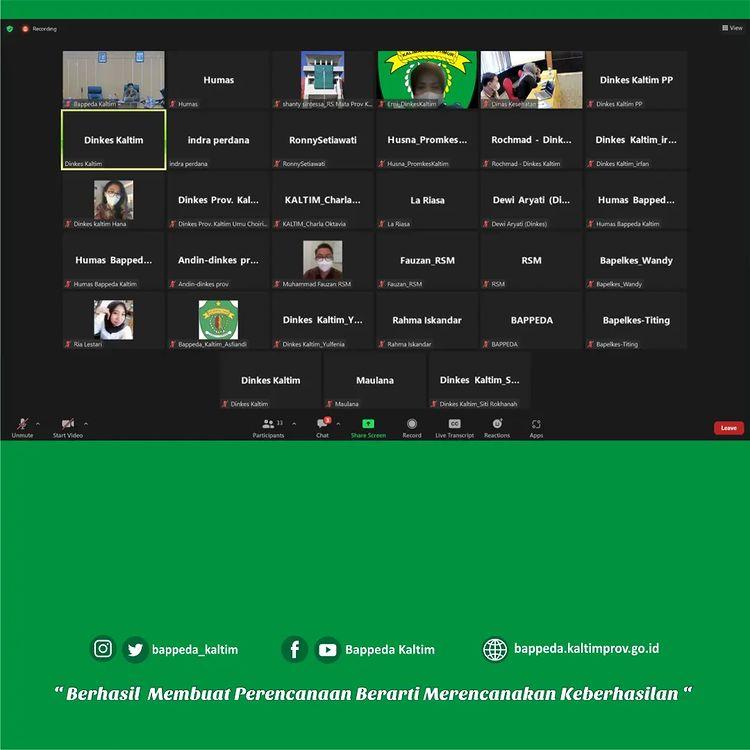 Recording
View
Bappeda Kaltim
Humas
Humas
shanty sintessa_RS Mata Prov K...
Erni-DinkesKaltim
Dinas Kesehatan
Dinkes Kaltim PP
Dinkes Kaltim PP
Dinkes Kaltim
Dinkes Kaltim
indra perdana
indra perdana
RonnySetiawati
RonnySetiawati
Husna_Promkes...
Husna_PromkesKaltim
Rochmad - Dink...
Rochmad - Dinkes Kaltim
Dinkes Kaltim_ir...
Dinkes Kaltim_irfan
Dinkes kaltim Hana
Dinkes Prov. Kal...
Dinkes Prov. Kaltim Umu Choiri...
KALTIM_Charla...
KALTIM_Charla Oktavia
La Riasa
La Riasa
Dewi Aryati (Di...
Dewi Aryati (Dinkes)
Humas Bapped...
Humas Bappeda Kaltim
Humas Bapped...
Humas Bappeda Kaltim
Andin-dinkes pr...
Andin-dinkes prov
Muhammad Fauzan RSM
Fauzan_RSM
Fauzan_RSM
RSM
RSM
Bapelkes_Wandy
Bapelkes_Wandy
Ria Lestari
Bappeda_Kaltim_Asfiandi
Dinkes Kaltim_Y...
Dinkes Kaltim_Yulfenia
Rahma Iskandar
Rahma Iskandar
BAPPEDA
BAPPEDA
Bapelkes-Titing
Bapelkes-Titing
Dinkes Kaltim
Dinkes Kaltim
Maulana
Maulana
Dinkes Kaltim_S...
Dinkes Kaltim_Siti Rokhanah
Unmute
Start Video
33
Participants
Chat
Share Screen
Record
CC
Live Transcript
Reactions
Apps
Leave
bappeda_kaltim
Bappeda Kaltim
bappeda.kaltimprov.go.id
“ Berhasil Membuat Perencanaan Berarti Merencanakan Keberhasilan “